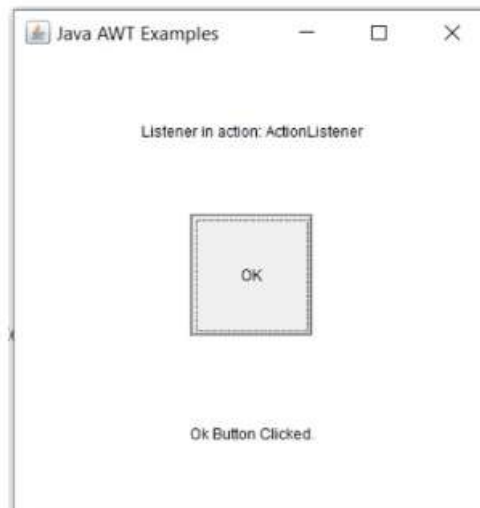 Java AWT Examples
Listener in action: ActionListener
OK
Ok Button Clicked.